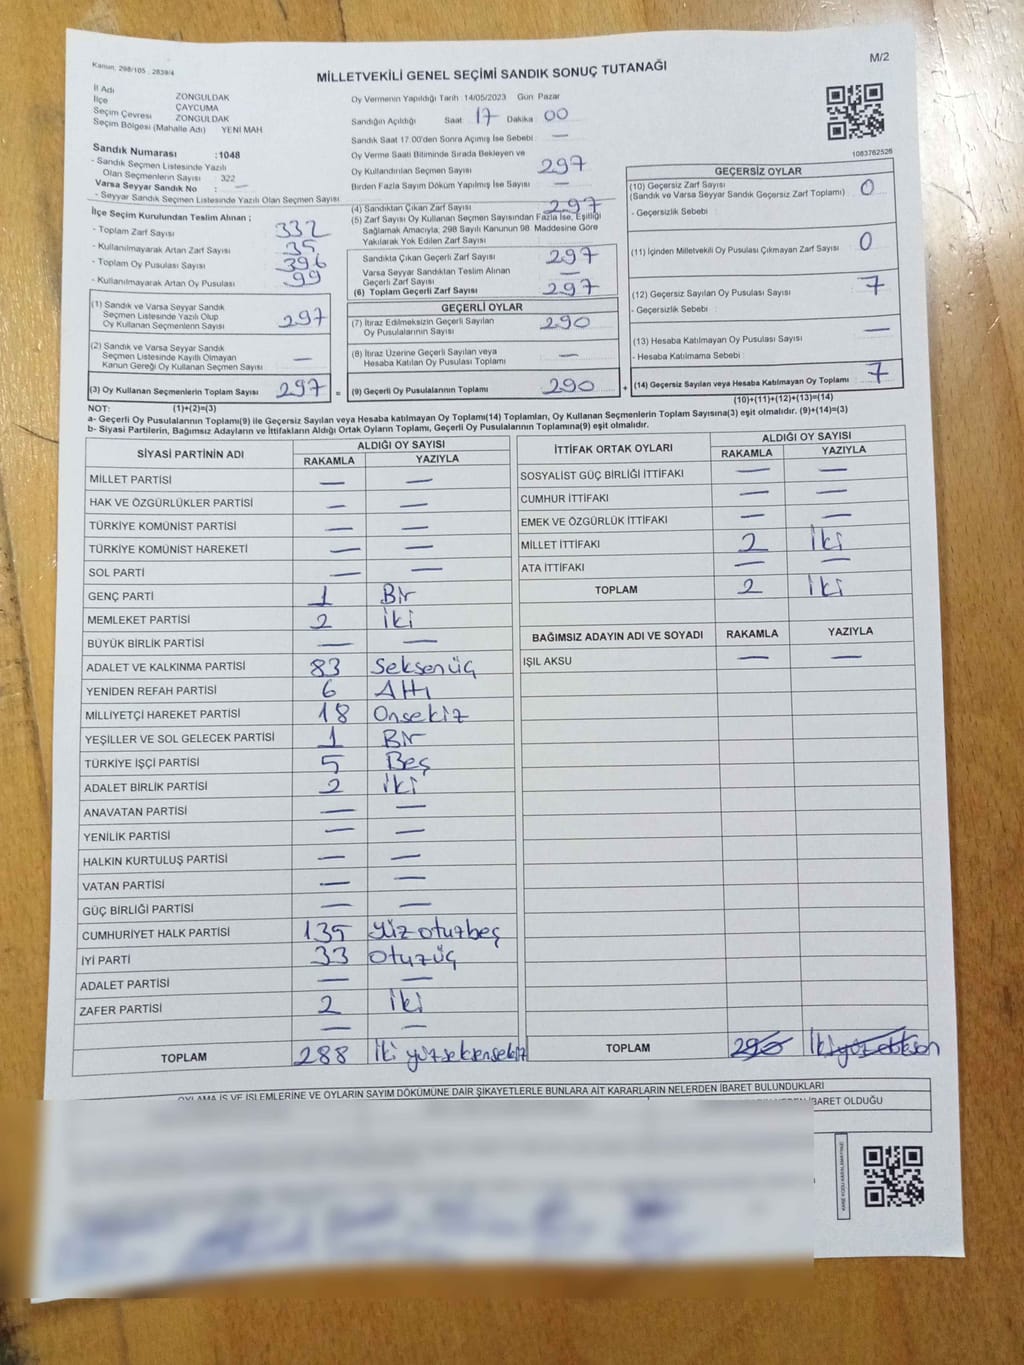 Kanun, 298/105 , 2839/4
M/2
MİLLETVEKİLİ GENEL SEÇİMİ SANDIK SONUÇ TUTANAĞI
İl Adı ZONGULDAK
İlçe ÇAYCUMA
Seçim Çevresi ZONGULDAK
Seçim Bölgesi (Mahalle Adı) YENİ MAH
Sandık Numarası : 1048
- Sandık Seçmen Listesinde Yazılı
Olan Seçmenlerin Sayısı : 322
Varsa Seyyar Sandık No : —
- Seyyar Sandık Seçmen Listesinde Yazılı Olan Seçmen Sayısı
İlçe Seçim Kurulundan Teslim Alınan ;
- Toplam Zarf Sayısı 332
- Kullanılmayarak Artan Zarf Sayısı 35
- Toplam Oy Pusulası Sayısı 396
- Kullanılmayarak Artan Oy Pusulası 99
(1) Sandık ve Varsa Seyyar Sandık
Seçmen Listesinde Yazılı Olup
Oy Kullanan Seçmenlerin Sayısı 297
(2) Sandık ve Varsa Seyyar Sandık
Seçmen Listesinde Kayıtlı Olmayan
Kanun Gereği Oy Kullanan Seçmen Sayısı —
(3) Oy Kullanan Seçmenlerin Toplam Sayısı 297 =
Oy Vermenin Yapıldığı Tarih 14/05/2023 Gün Pazar
Sandığın Açıldığı Saat 17 Dakika 00
Sandık Saat 17:00'den Sonra Açımış İse Sebebi —
Oy Verme Saati Bitiminde Sırada Bekleyen ve
Oy Kullandırılan Seçmen Sayısı 297
Birden Fazla Sayım Döküm Yapılmış İse Sayısı —
(4) Sandıktan Çıkan Zarf Sayısı 297
(5) Zarf Sayısı Oy Kullanan Seçmen Sayısından Fazla İse, Eşitliği
Sağlamak Amacıyla, 298 Sayılı Kanunun 98. Maddesine Göre
Yakılarak Yok Edilen Zarf Sayısı
Sandıkta Çıkan Geçerli Zarf Sayısı 297
Varsa Seyyar Sandıktan Teslim Alınan
Geçerli Zarf Sayısı —
(6) Toplam Geçerli Zarf Sayısı 297
GEÇERLİ OYLAR
(7) İtiraz Edilmeksizin Geçerli Sayılan
Oy Pusulalarının Sayısı 290
(8) İtiraz Üzerine Geçerli Sayılan veya
Hesaba Katılan Oy Pusulası Toplamı —
(9) Geçerli Oy Pusulalarının Toplamı 290 +
1083762526
GEÇERSİZ OYLAR
(10) Geçersiz Zarf Sayısı
(Sandık ve Varsa Seyyar Sandık Geçersiz Zarf Toplamı) 0
- Geçersizlik Sebebi :
(11) İçinden Milletvekili Oy Pusulası Çıkmayan Zarf Sayısı 0
(12) Geçersiz Sayılan Oy Pusulası Sayısı 7
- Geçersizlik Sebebi :
(13) Hesaba Katılmayan Oy Pusulası Sayısı —
- Hesaba Katılmama Sebebi :
(14) Geçersiz Sayılan veya Hesaba Katılmayan Oy Toplamı 7
NOT: (1)+(2)=(3) (10)+(11)+(12)+(13)=(14)
a- Geçerli Oy Pusulalarının Toplamı(9) ile Geçersiz Sayılan veya Hesaba katılmayan Oy Toplamı(14) Toplamları, Oy Kullanan Seçmenlerin Toplam Sayısına(3) eşit olmalıdır. (9)+(14)=(3)
b- Siyasi Partilerin, Bağımsız Adayların ve İttifakların Aldığı Ortak Oyların Toplamı, Geçerli Oy Pusulalarının Toplamına(9) eşit olmalıdır.
SİYASİ PARTİNİN ADI ALDIĞI OY SAYISI
RAKAMLA YAZIYLA
MİLLET PARTİSİ — —
HAK VE ÖZGÜRLÜKLER PARTİSİ — —
TÜRKİYE KOMÜNİST PARTİSİ — —
TÜRKİYE KOMÜNİST HAREKETİ — —
SOL PARTİ — —
GENÇ PARTİ 1 Bir
MEMLEKET PARTİSİ 2 İki
BÜYÜK BİRLİK PARTİSİ — —
ADALET VE KALKINMA PARTİSİ 83 Seksenüç
YENİDEN REFAH PARTİSİ 6 Altı
MİLLİYETÇİ HAREKET PARTİSİ 18 Onsekiz
YEŞİLLER VE SOL GELECEK PARTİSİ 1 Bir
TÜRKİYE İŞÇİ PARTİSİ 5 Beş
ADALET BİRLİK PARTİSİ 2 İki
ANAVATAN PARTİSİ — —
YENİLİK PARTİSİ — —
HALKIN KURTULUŞ PARTİSİ — —
VATAN PARTİSİ — —
GÜÇ BİRLİĞİ PARTİSİ — —
CUMHURİYET HALK PARTİSİ 135 yüz otuzbeş
İYİ PARTİ 33 Otuzüç
ADALET PARTİSİ — —
ZAFER PARTİSİ 2 İki
— —
TOPLAM 288 İki yüzseksensekiz
İTTİFAK ORTAK OYLARI ALDIĞI OY SAYISI
RAKAMLA YAZIYLA
SOSYALİST GÜÇ BİRLİĞİ İTTİFAKI — —
CUMHUR İTTİFAKI — —
EMEK VE ÖZGÜRLÜK İTTİFAKI — —
MİLLET İTTİFAKI 2 İki
ATA İTTİFAKI — —
TOPLAM 2 İki
BAĞIMSIZ ADAYIN ADI VE SOYADI RAKAMLA YAZIYLA
IŞIL AKSU — —
TOPLAM
OYLAMA İŞ VE İŞLEMLERİNE VE OYLARIN SAYIM DÖKÜMÜNE DAİR ŞİKAYETLERLE BUNLARA AİT KARARLARIN NELERDEN İBARET BULUNDUKLARI
İBARET OLDUĞU